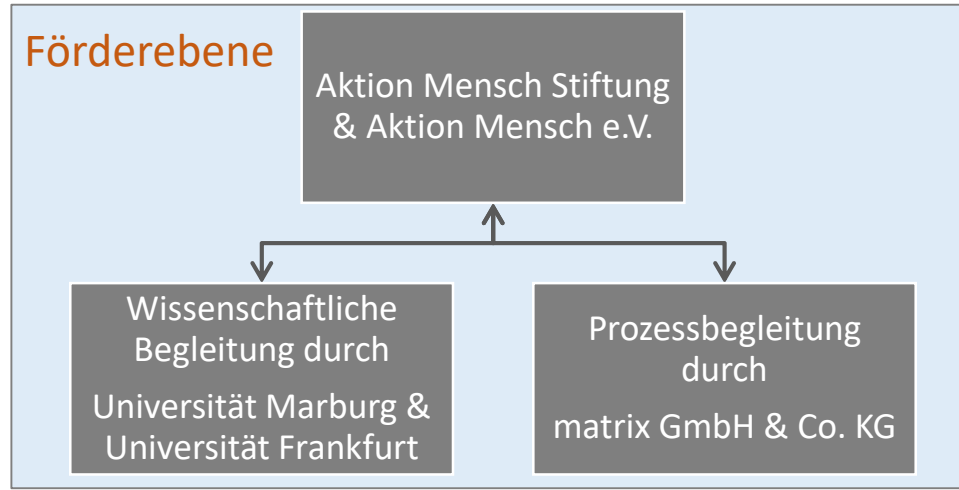 Förderebene
Aktion Mensch Stiftung
& Aktion Mensch e.V.
Wissenschaftliche
Begleitung durch
Universität Marburg &
Universität Frankfurt
Prozessbegleitung
durch
matrix GmbH & Co. KG